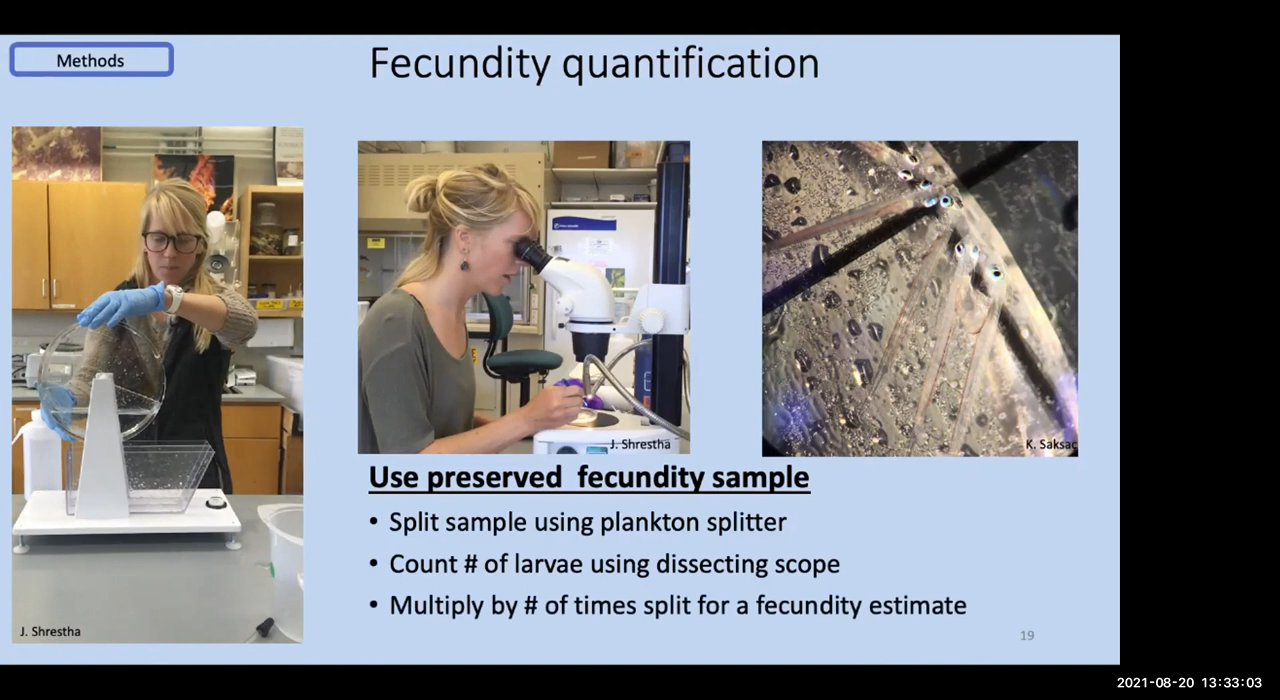 Methods
Fecundity quantification
J. Shrestha
J. Shrestha
K. Saksac
Use preserved  fecundity sample
• Split sample using plankton splitter
• Count # of larvae using dissecting scope
• Multiply by # of times split for a fecundity estimate
19
2021-08-20 13:33:03